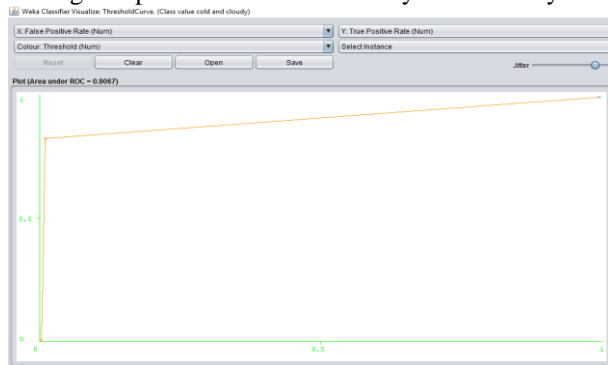 Weka Classifier Visualize: ThresholdCurve. (Class value cold and cloudy)
X: False Positive Rate (Num) Y: True Positive Rate (Num)
Colour: Threshold (Num) Select Instance
Reset Clear Open Save Jitter
Plot (Area under ROC = 0.9067)
1
0.5
0
0 0.5 1